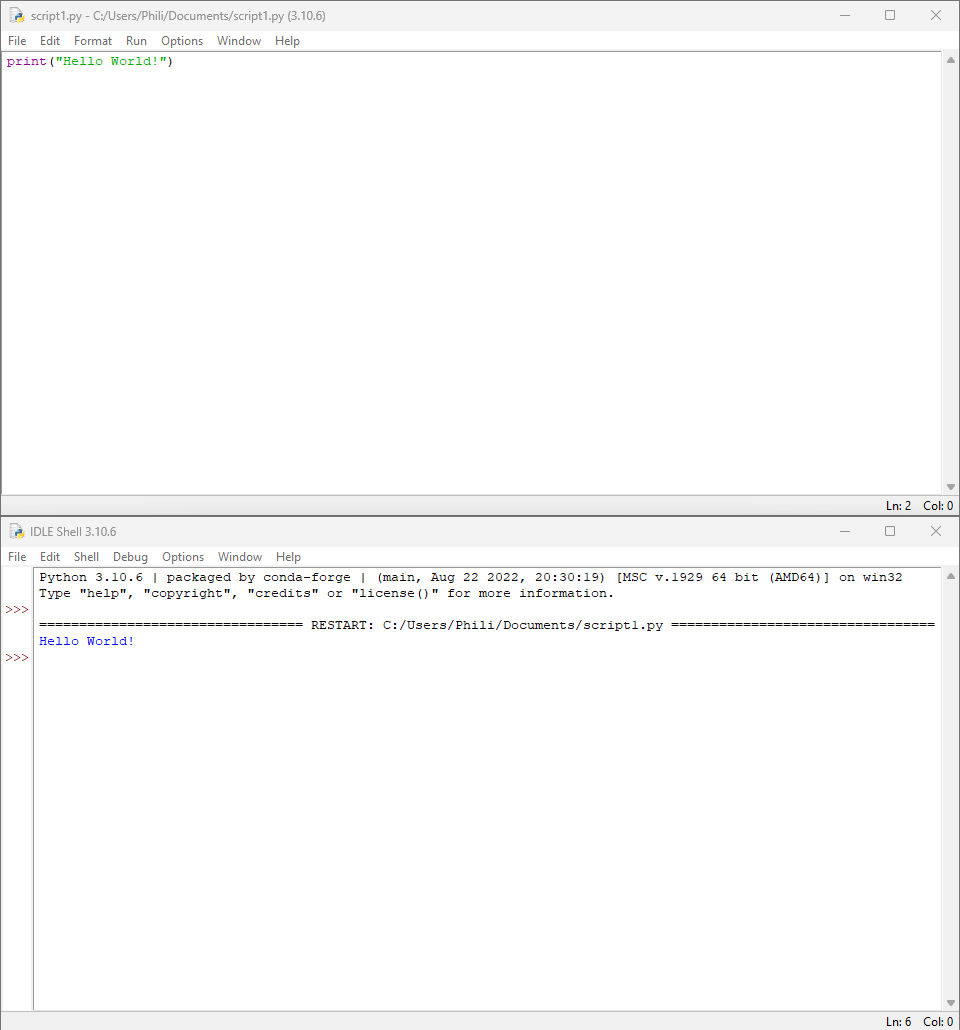 script1.py - C:/Users/Phili/Documents/script1.py (3.10.6)
File Edit Format Run Options Window Help
print("Hello World!")
Ln: 2 Col: 0
IDLE Shell 3.10.6
File Edit Shell Debug Options Window Help
Python 3.10.6 | packaged by conda-forge | (main, Aug 22 2022, 20:30:19) [MSC v.1929 64 bit (AMD64)] on win32
Type "help", "copyright", "credits" or "license()" for more information.
>>>
================================= RESTART: C:/Users/Phili/Documents/script1.py =================================
Hello World!
>>>
Ln: 6 Col: 0